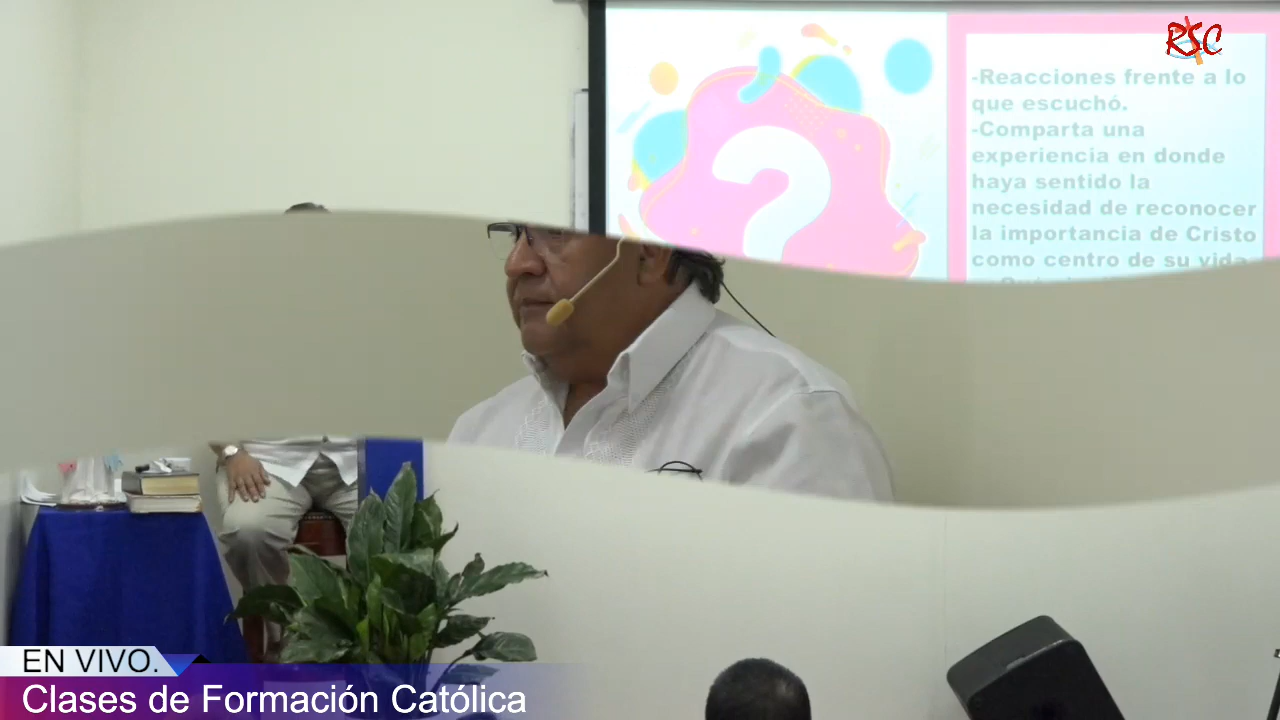 RSC
-Reacciones frente a lo
que escuchó.
-Comparta una
experiencia en donde
haya sentido la
necesidad de reconocer
la importancia de Cristo
como centro de su vida
EN VIVO.
Clases de Formación Católica